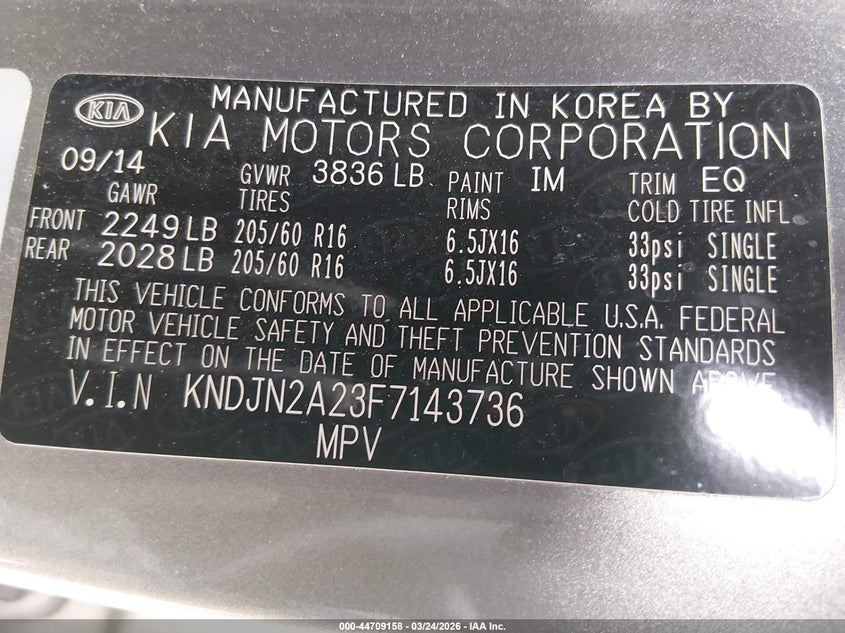 KIA MANUFACTURED IN KOREA BY
KIA MOTORS CORPORATION
09/14 GVWR 3836 LB PAINT IM TRIM EQ
GAWR TIRES RIMS COLD TIRE INFL
FRONT 2249 LB 205/60 R16 6.5JX16 33psi SINGLE
REAR 2028 LB 205/60 R16 6.5JX16 33psi SINGLE
THIS VEHICLE CONFORMS TO ALL APPLICABLE U.S.A. FEDERAL
MOTOR VEHICLE SAFETY AND THEFT PREVENTION STANDARDS
IN EFFECT ON THE DATE OF MANUFACTURE SHOWN ABOVE.
V.I.N KNDJN2A23F7143736
MPV
000-44709158 - 03/24/2026 - IAA Inc.